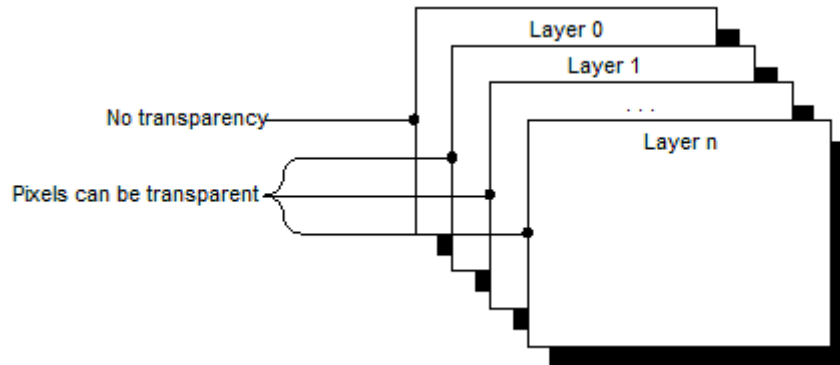 Layer 0
Layer 1
. . .
Layer n
No transparency
Pixels can be transparent